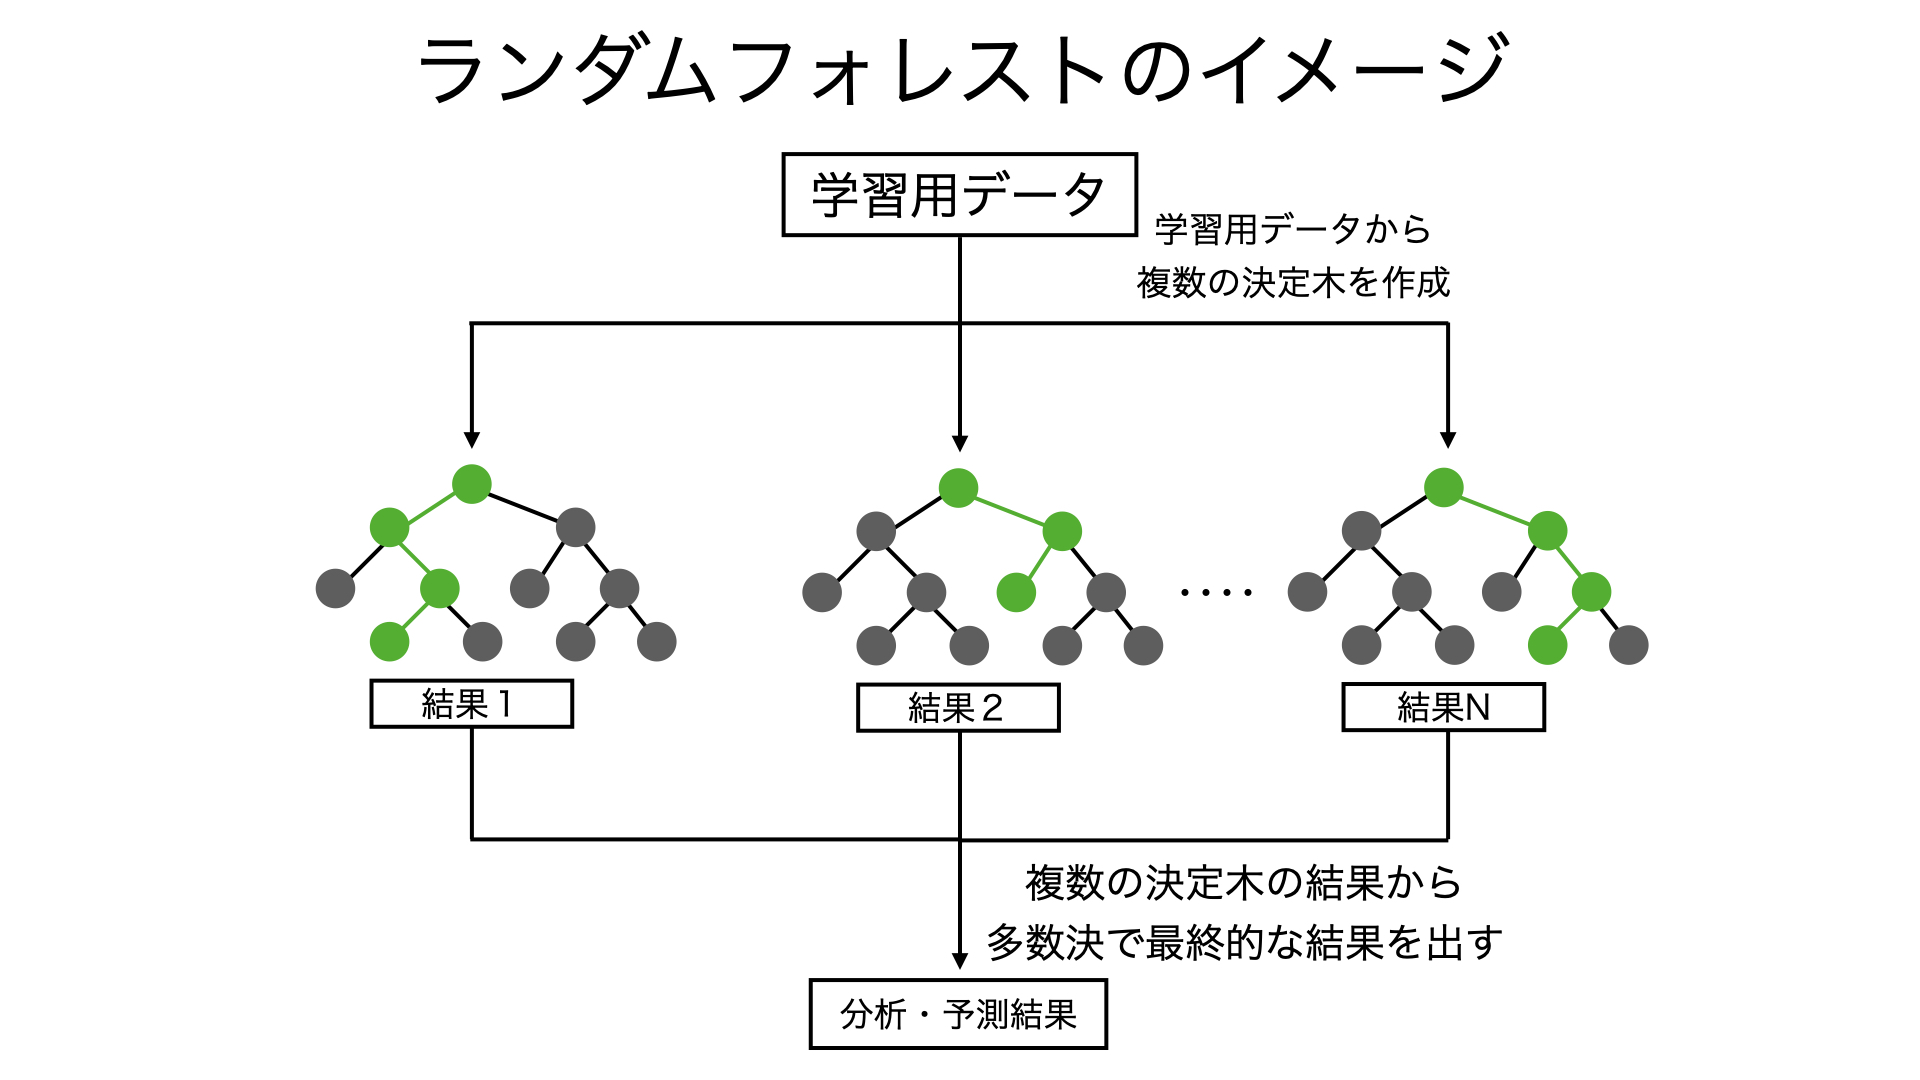 ランダムフォレストのイメージ
学習用データ
学習用データから
複数の決定木を作成
・・・・
結果１
結果２
結果N
複数の決定木の結果から
多数決で最終的な結果を出す
分析・予測結果